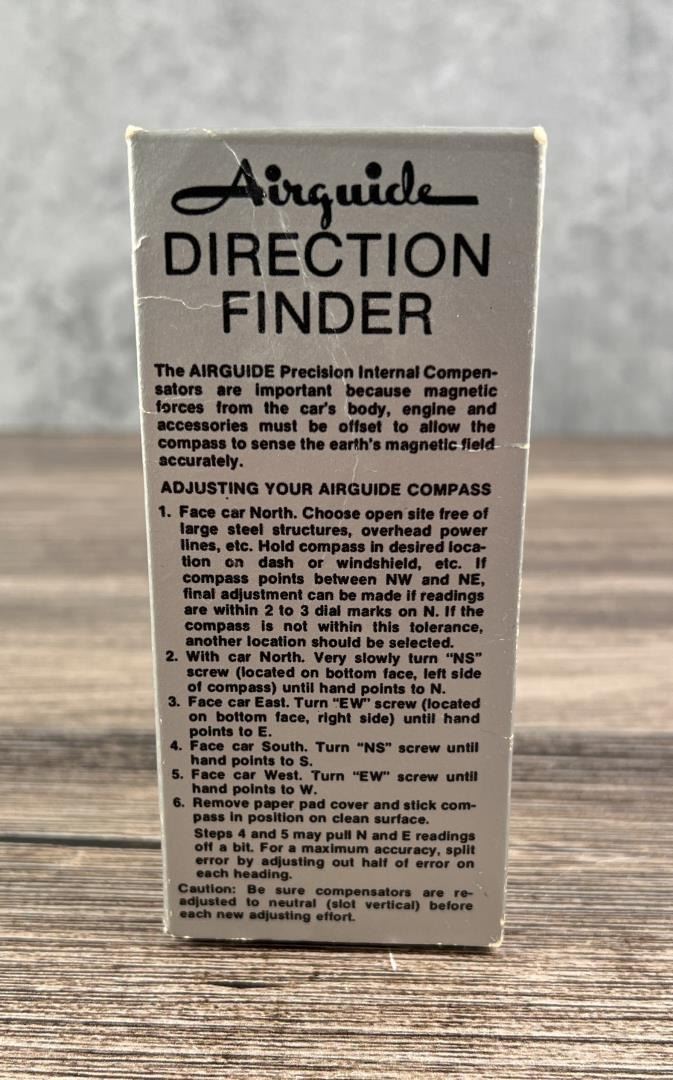 Airguide
DIRECTION
FINDER
The AIRGUIDE Precision Internal Compen-
sators are important because magnetic
forces from the car's body, engine and
accessories must be offset to allow the
compass to sense the earth's magnetic field
accurately.
ADJUSTING YOUR AIRGUIDE COMPASS
1. Face car North. Choose open site free of
large steel structures, overhead power
lines, etc. Hold compass in desired loca-
tion on dash or windshield, etc. If
compass points between NW and NE,
final adjustment can be made if readings
are within 2 to 3 dial marks on N. If the
compass is not within this tolerance,
another location should be selected.
2. With car North. Very slowly turn "NS"
screw (located on bottom face, left side
of compass) until hand points to N.
3. Face car East. Turn "EW" screw (located
on bottom face, right side) until hand
points to E.
4. Face car South. Turn "NS" screw until
hand points to S.
5. Face car West. Turn "EW" screw until
hand points to W.
6. Remove paper pad cover and stick com-
pass in position on clean surface.
Steps 4 and 5 may pull N and E readings
off a bit. For a maximum accuracy, split
error by adjusting out half of error on
each heading.
Caution: Be sure compensators are re-
adjusted to neutral (slot vertical) before
each new adjusting effort.